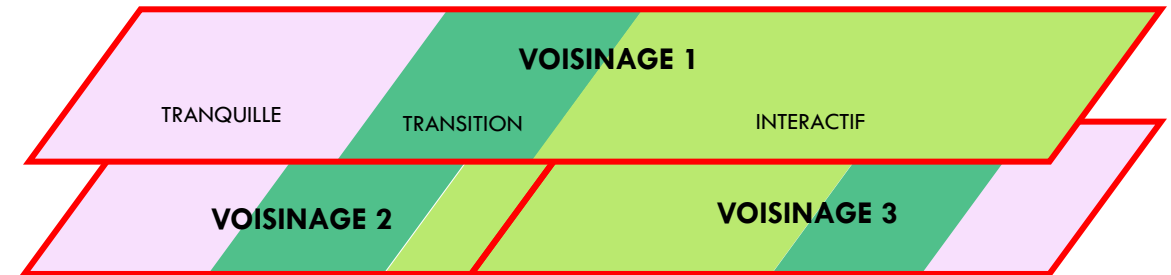 VOISINAGE 1
TRANQUILLE
TRANSITION
INTERACTIF
VOISINAGE 2
VOISINAGE 3